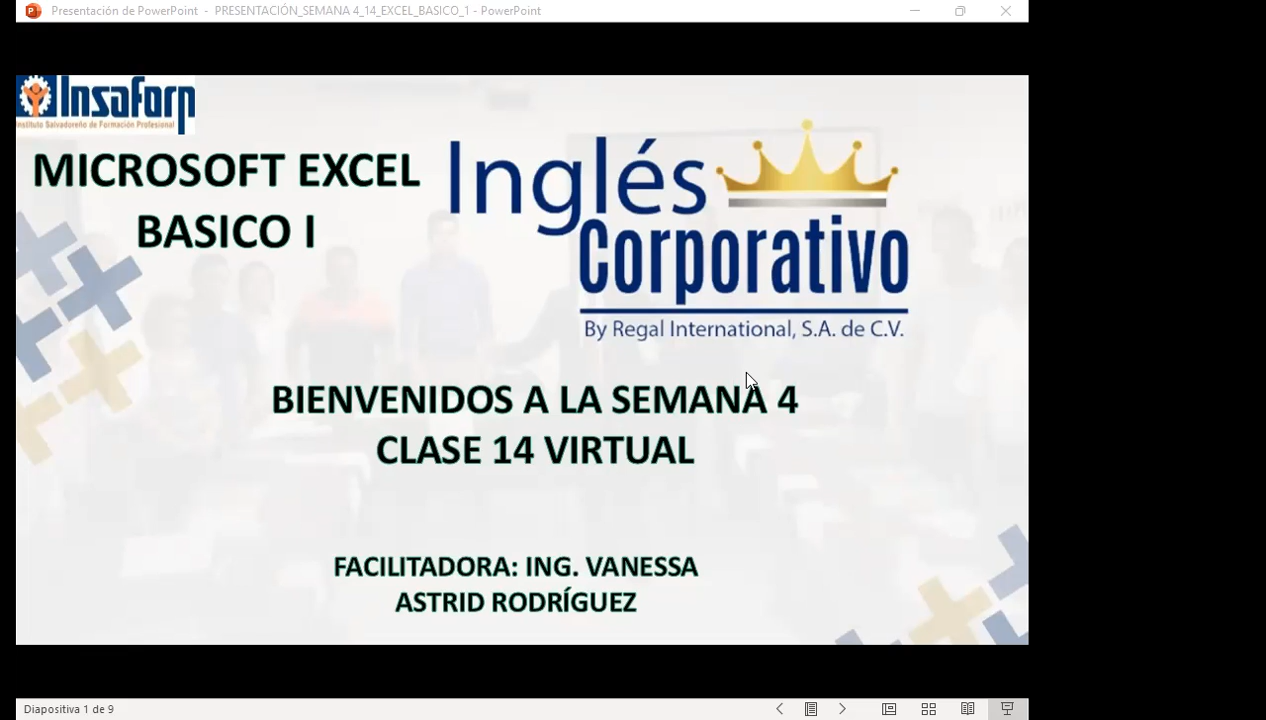 Presentación de PowerPoint - PRESENTACIÓN_SEMANA 4_14_EXCEL_BASICO_1 - PowerPoint
Insaforp
Instituto Salvadoreño de Formación Profesional
MICROSOFT EXCEL
BASICO I
Inglés
Corporativo
By Regal International, S.A. de C.V.
BIENVENIDOS A LA SEMANA 4
CLASE 14 VIRTUAL
FACILITADORA: ING. VANESSA
ASTRID RODRÍGUEZ
Diapositiva 1 de 9